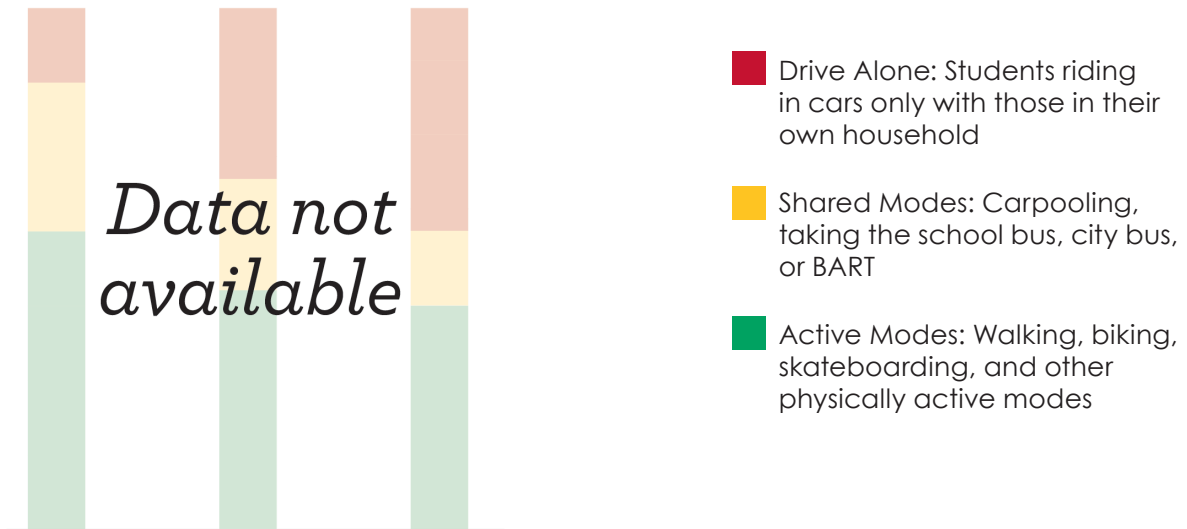 Data not
available
Drive Alone: Students riding
in cars only with those in their
own household
Shared Modes: Carpooling,
taking the school bus, city bus,
or BART
Active Modes: Walking, biking,
skateboarding, and other
physically active modes